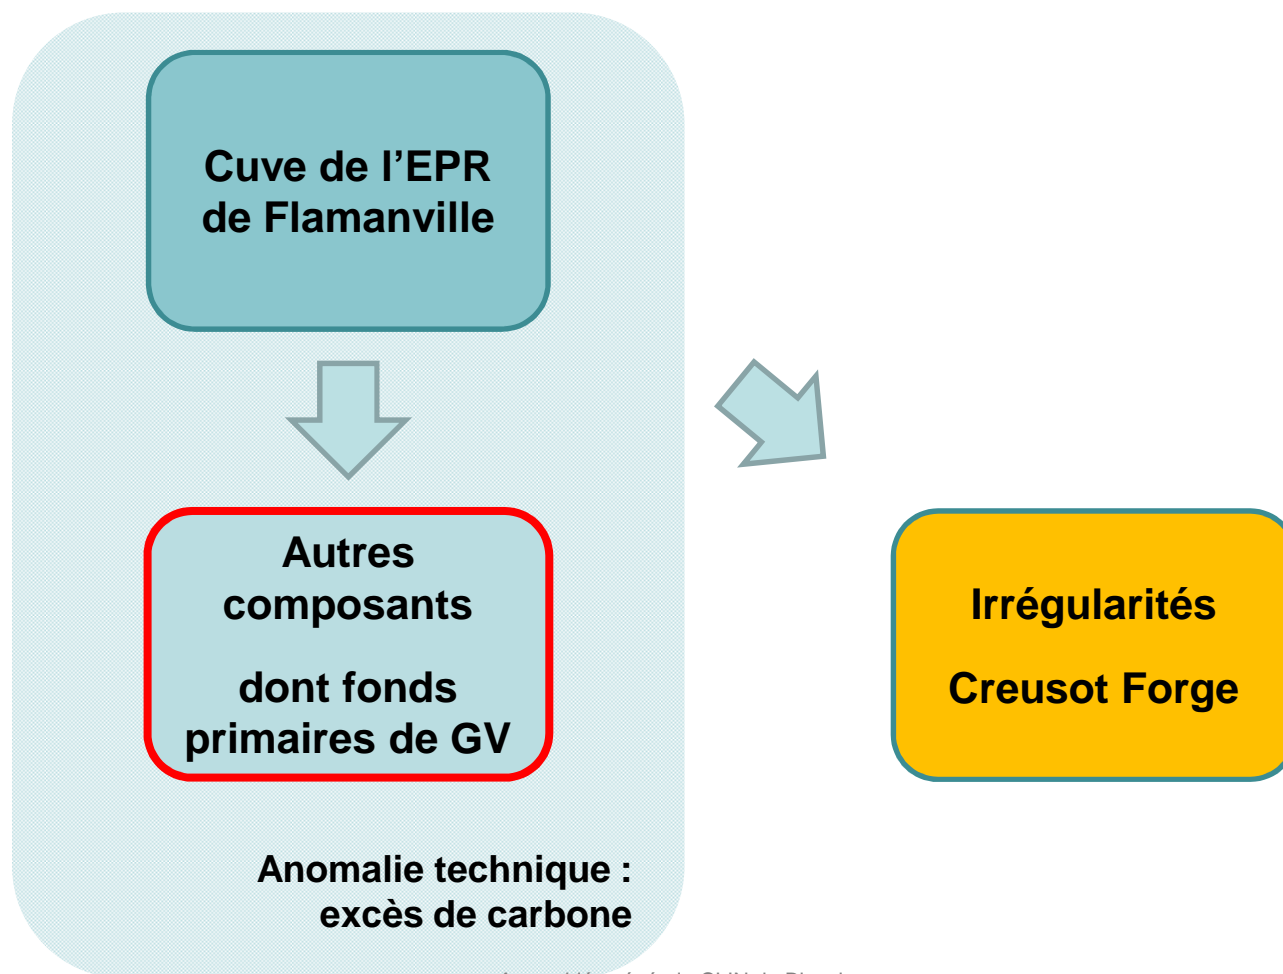 Cuve de l’EPR
de Flamanville
Autres
composants
dont fonds
primaires de GV
Irrégularités
Creusot Forge
Anomalie technique :
excès de carbone